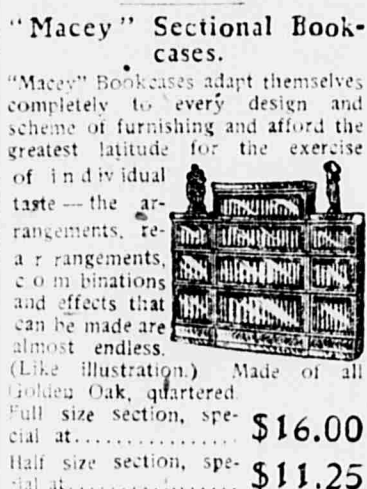 "Macey" Sectional Book-
cases.
"Macey" Bookcases adapt themselves
completely to every design and
scheme of furnishing and afford the
greatest latitude for the exercise
of individual
taste — the ar-
rangements, re-
arrangements,
combinations
and effects that
can be made are
almost endless.
(Like illustration.) Made of all
Golden Oak, quartered.
Full size section, spe-
cial at.............. $16.00
Half size section, spe-
cial at.............. $11.25